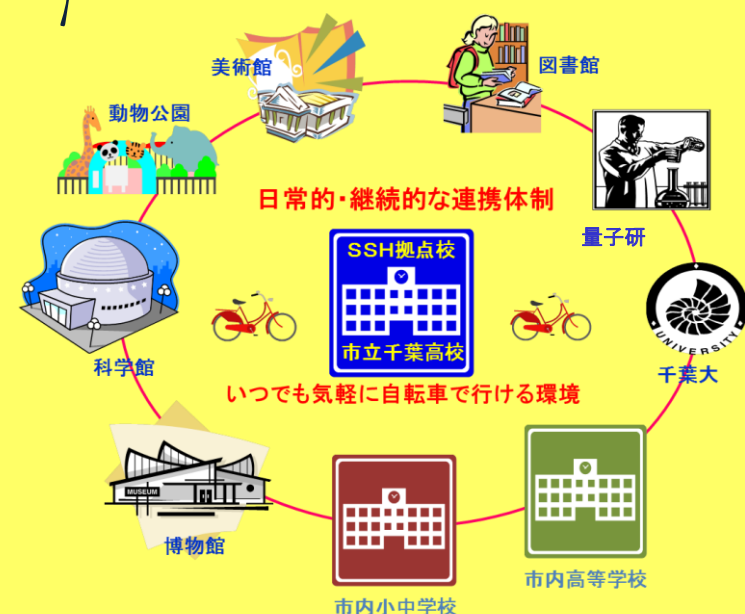 美術館
図書館
動物公園
日常的・継続的な連携体制
量子研
SSH拠点校
市立千葉高校
UNIVERSITY
千葉大
科学館
いつでも気軽に自転車で行ける環境
MUSEUM
博物館
市内高等学校
市内小中学校